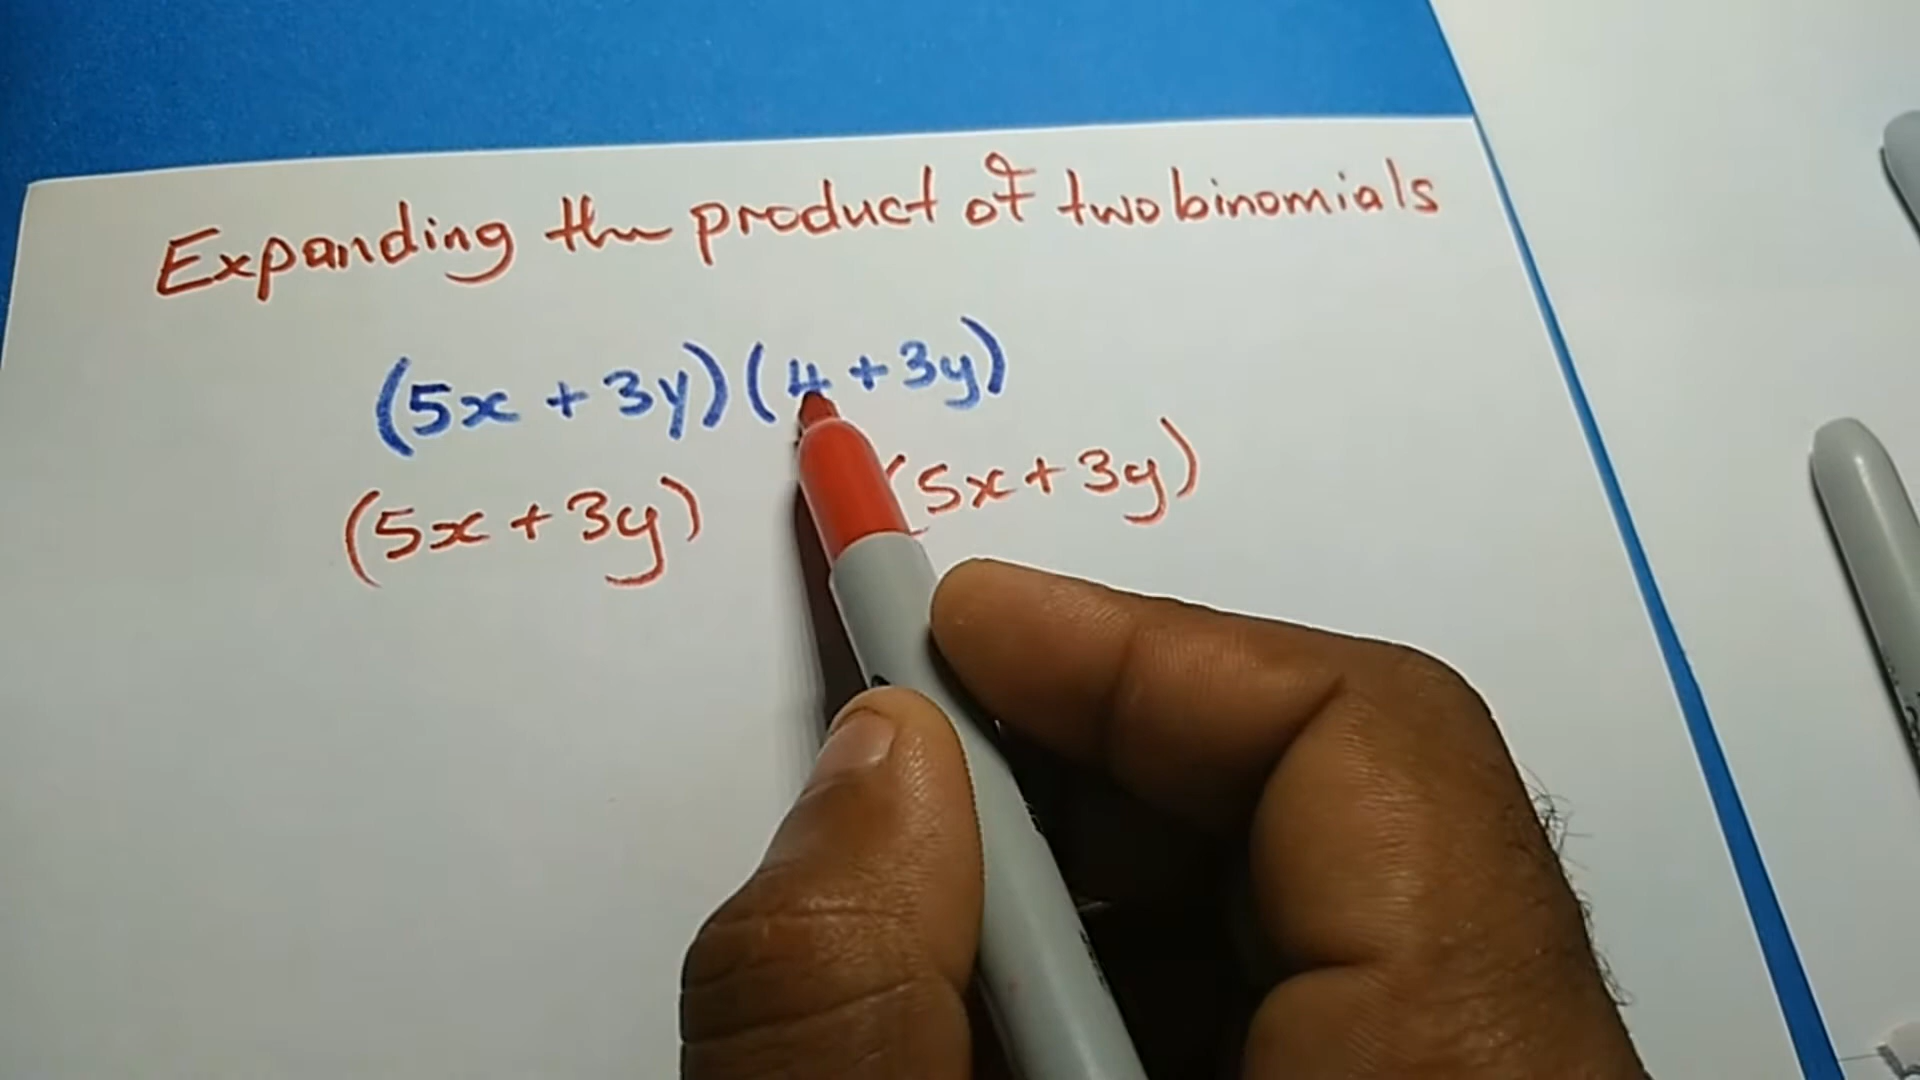 Expanding the product of two binomials
(5x + 3y)(4 + 3y)
(5x + 3y) (5x + 3y)